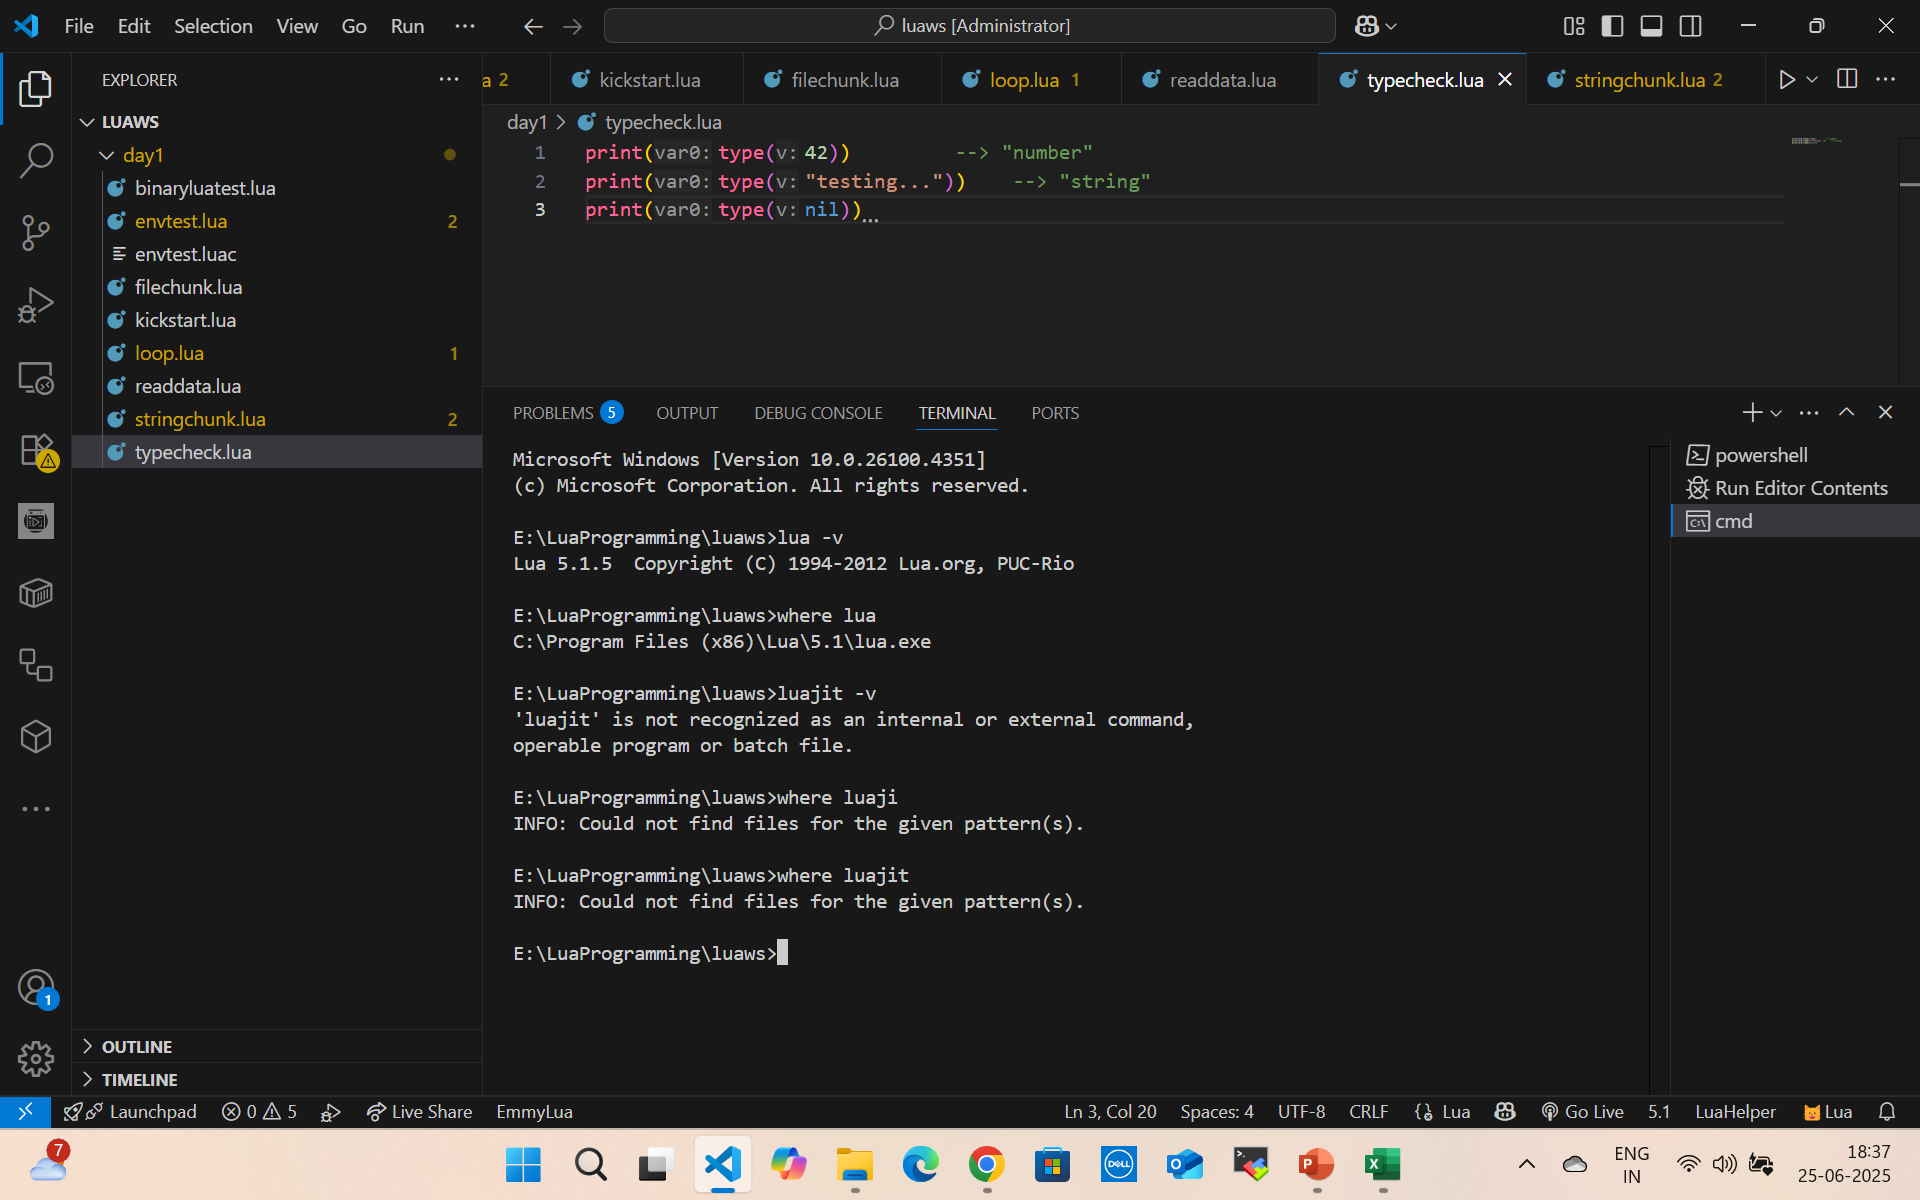 File Edit Selection View Go Run ... luaws [Administrator]
EXPLORER
LUAWS
day1
binaryluatest.lua
envtest.lua 2
envtest.luac
filechunk.lua
kickstart.lua
loop.lua 1
readdata.lua
stringchunk.lua 2
typecheck.lua
OUTLINE
TIMELINE
a 2 kickstart.lua filechunk.lua loop.lua 1 readdata.lua typecheck.lua stringchunk.lua 2
day1 > typecheck.lua
1 print(var0: type(v: 42)) --> "number"
2 print(var0: type(v: "testing...")) --> "string"
3 print(var0: type(v: nil))
PROBLEMS 5 OUTPUT DEBUG CONSOLE TERMINAL PORTS
powershell
Run Editor Contents
cmd
Microsoft Windows [Version 10.0.26100.4351]
(c) Microsoft Corporation. All rights reserved.
E:\LuaProgramming\luaws>lua -v
Lua 5.1.5 Copyright (C) 1994-2012 Lua.org, PUC-Rio
E:\LuaProgramming\luaws>where lua
C:\Program Files (x86)\Lua\5.1\lua.exe
E:\LuaProgramming\luaws>luajit -v
'luajit' is not recognized as an internal or external command,
operable program or batch file.
E:\LuaProgramming\luaws>where luaji
INFO: Could not find files for the given pattern(s).
E:\LuaProgramming\luaws>where luajit
INFO: Could not find files for the given pattern(s).
E:\LuaProgramming\luaws>
1
Launchpad 0 5 Live Share EmmyLua Ln 3, Col 20 Spaces: 4 UTF-8 CRLF Lua Go Live 5.1 LuaHelper Lua
7
DELL
ENG
IN
18:37
25-06-2025